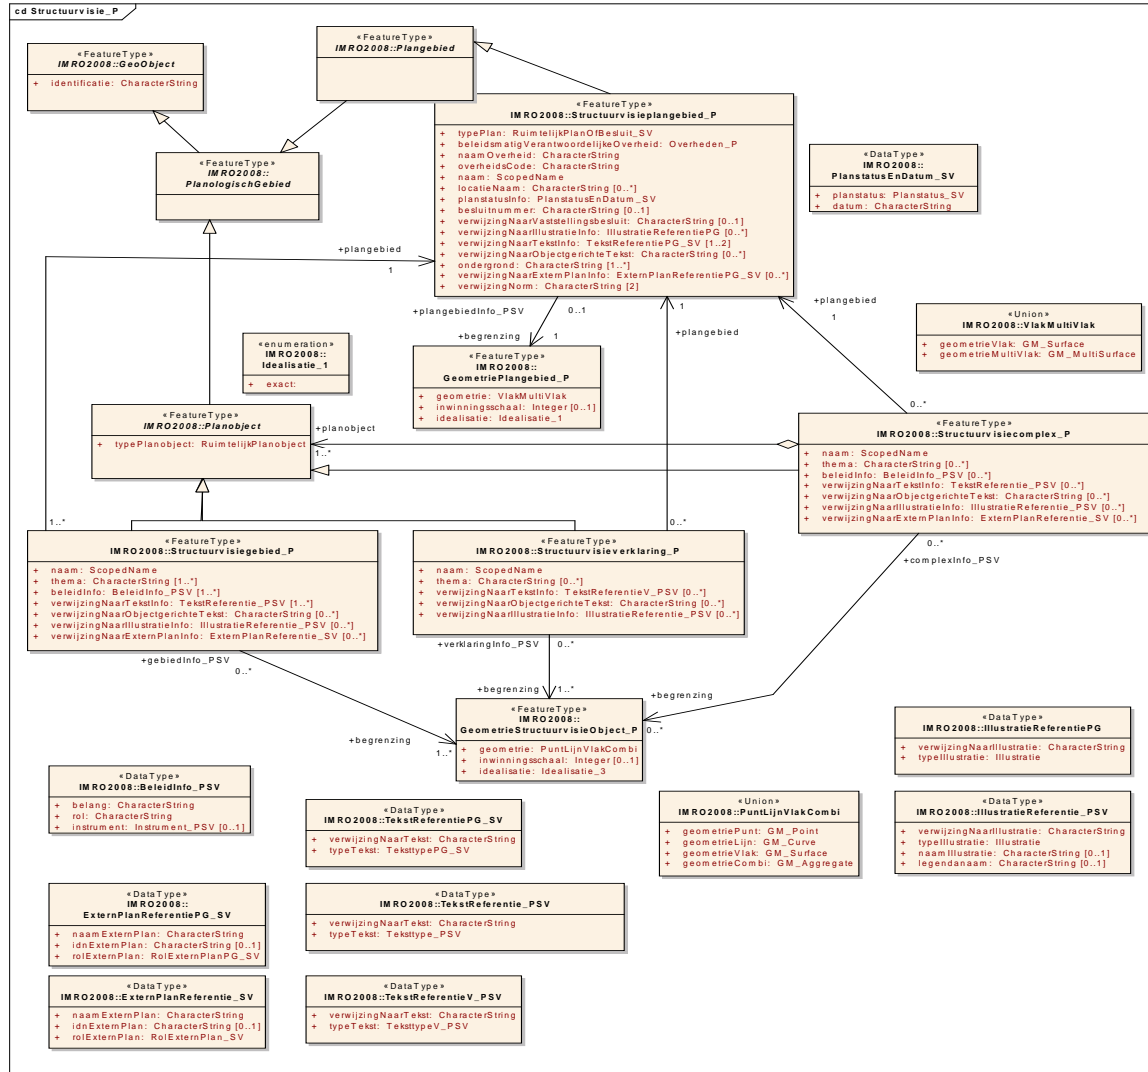 cd Structuurvisie_P
«FeatureType»
IMRO2008::GeoObject
+ identificatie: CharacterString
«FeatureType»
IMRO2008::Plangebied
«FeatureType»
IMRO2008::
PlanologischGebied
«FeatureType»
IMRO2008::Structuurvisieplangebied_P
+ typePlan: RuimtelijkPlanOfBesluit_SV
+ beleidsmatigVerantwoordelijkeOverheid: Overheden_P
+ naamOverheid: CharacterString
+ overheidsCode: CharacterString
+ naam: ScopedName
+ locatieNaam: CharacterString [0..*]
+ planstatusInfo: PlanstatusEnDatum_SV
+ besluitnummer: CharacterString [0..1]
+ verwijzingNaarVaststellingsbesluit: CharacterString [0..1]
+ verwijzingNaarIllustratieInfo: IllustratieReferentiePG [0..*]
+ verwijzingNaarTekstInfo: TekstReferentiePG_SV [1..2]
+ verwijzingNaarObjectgerichteTekst: CharacterString [0..*]
+ ondergrond: CharacterString [1..*]
+ verwijzingNaarExternPlanInfo: ExternPlanReferentiePG_SV [0..*]
+ verwijzingNorm: CharacterString [2]
«DataType»
IMRO2008::
PlanstatusEnDatum_SV
+ planstatus: Planstatus_SV
+ datum: CharacterString
+plangebied
1
+plangebiedInfo_PSV
0..1
+begrenzing
1
1
+plangebied
+plangebied
1
«Union»
IMRO2008::VlakMultiVlak
+ geometrieVlak: GM_Surface
+ geometrieMultiVlak: GM_MultiSurface
«enumeration»
IMRO2008::
Idealisatie_1
+ exact:
«FeatureType»
IMRO2008::
GeometriePlangebied_P
+ geometrie: VlakMultiVlak
+ inwinningsschaal: Integer [0..1]
+ idealisatie: Idealisatie_1
«FeatureType»
IMRO2008::Planobject
+ typePlanobject: RuimtelijkPlanobject
+planobject
1..*
0..*
«FeatureType»
IMRO2008::Structuurvisiecomplex_P
+ naam: ScopedName
+ thema: CharacterString [0..*]
+ beleidInfo: BeleidInfo_PSV [0..*]
+ verwijzingNaarTekstInfo: TekstReferentie_PSV [0..*]
+ verwijzingNaarObjectgerichteTekst: CharacterString [0..*]
+ verwijzingNaarIllustratieInfo: IllustratieReferentie_PSV [0..*]
+ verwijzingNaarExternPlanInfo: ExternPlanReferentie_SV [0..*]
1..*
0..*
0..*
+complexInfo_PSV
«FeatureType»
IMRO2008::Structuurvisiegebied_P
+ naam: ScopedName
+ thema: CharacterString [1..*]
+ beleidInfo: BeleidInfo_PSV [1..*]
+ verwijzingNaarTekstInfo: TekstReferentie_PSV [1..*]
+ verwijzingNaarObjectgerichteTekst: CharacterString [0..*]
+ verwijzingNaarIllustratieInfo: IllustratieReferentie_PSV [0..*]
+ verwijzingNaarExternPlanInfo: ExternPlanReferentie_SV [0..*]
«FeatureType»
IMRO2008::Structuurvisieverklaring_P
+ naam: ScopedName
+ thema: CharacterString [0..*]
+ verwijzingNaarTekstInfo: TekstReferentieV_PSV [0..*]
+ verwijzingNaarObjectgerichteTekst: CharacterString [0..*]
+ verwijzingNaarIllustratieInfo: IllustratieReferentie_PSV [0..*]
+gebiedInfo_PSV
0..*
+verklaringInfo_PSV
0..*
+begrenzing
1..*
+begrenzing
0..*
+begrenzing
1..*
«FeatureType»
IMRO2008::
GeometrieStructuurvisieObject_P
+ geometrie: PuntLijnVlakCombi
+ inwinningsschaal: Integer [0..1]
+ idealisatie: Idealisatie_3
«DataType»
IMRO2008::IllustratieReferentiePG
+ verwijzingNaarIllustratie: CharacterString
+ typeIllustratie: Illustratie
«DataType»
IMRO2008::BeleidInfo_PSV
+ belang: CharacterString
+ rol: CharacterString
+ instrument: Instrument_PSV [0..1]
«DataType»
IMRO2008::TekstReferentiePG_SV
+ verwijzingNaarTekst: CharacterString
+ typeTekst: TeksttypePG_SV
«Union»
IMRO2008::PuntLijnVlakCombi
+ geometriePunt: GM_Point
+ geometrieLijn: GM_Curve
+ geometrieVlak: GM_Surface
+ geometrieCombi: GM_Aggregate
«DataType»
IMRO2008::IllustratieReferentie_PSV
+ verwijzingNaarIllustratie: CharacterString
+ typeIllustratie: Illustratie
+ naamIllustratie: CharacterString [0..1]
+ legendanaam: CharacterString [0..1]
«DataType»
IMRO2008::
ExternPlanReferentiePG_SV
+ naamExternPlan: CharacterString
+ idnExternPlan: CharacterString [0..1]
+ rolExternPlan: RolExternPlanPG_SV
«DataType»
IMRO2008::TekstReferentie_PSV
+ verwijzingNaarTekst: CharacterString
+ typeTekst: Teksttype_PSV
«DataType»
IMRO2008::ExternPlanReferentie_SV
+ naamExternPlan: CharacterString
+ idnExternPlan: CharacterString [0..1]
+ rolExternPlan: RolExternPlan_SV
«DataType»
IMRO2008::TekstReferentieV_PSV
+ verwijzingNaarTekst: CharacterString
+ typeTekst: TeksttypeV_PSV